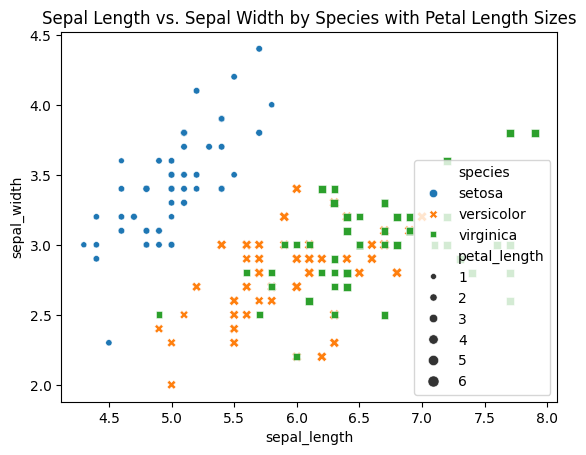 Sepal Length vs. Sepal Width by Species with Petal Length Sizes
4.5
4.0
3.5
3.0
2.5
2.0
sepal_width
species
setosa
versicolor
virginica
petal_length
1
2
3
4
5
6
4.5 5.0 5.5 6.0 6.5 7.0 7.5 8.0
sepal_length